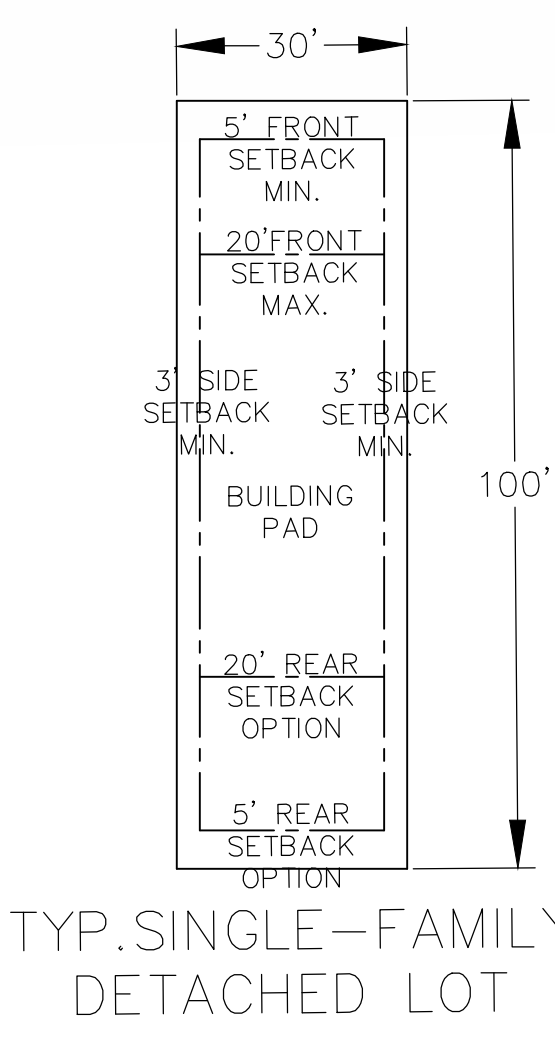 30'
5' FRONT
SETBACK
MIN.
20'FRONT
SETBACK
MAX.
3' SIDE
SETBACK
MIN.
3' SIDE
SETBACK
MIN.
100'
BUILDING
PAD
20' REAR
SETBACK
OPTION
5' REAR
SETBACK
OPTION
TYP.SINGLE-FAMILY
DETACHED LOT